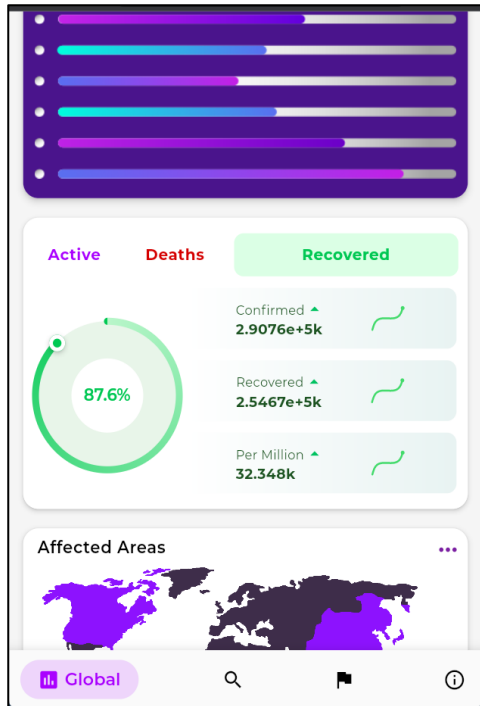 Active Deaths Recovered
Confirmed
2.9076e+5k
87.6%
Recovered
2.5467e+5k
Per Million
32.348k
Affected Areas
Global